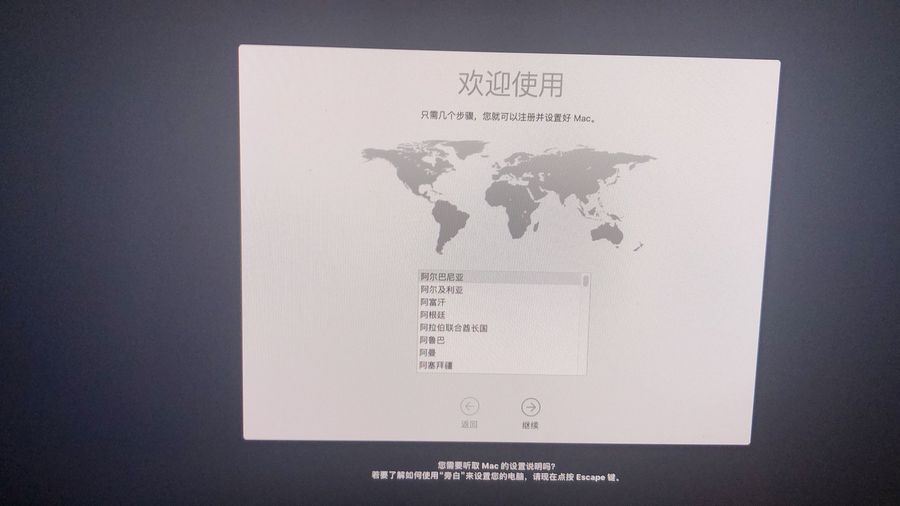 欢迎使用
只需几个步骤，您就可以注册并设置好 Mac。
阿尔巴尼亚
阿尔及利亚
阿富汗
阿根廷
阿拉伯联合酋长国
阿鲁巴
阿曼
阿塞拜疆
返回
继续
您需要听取 Mac 的设置说明吗？
若要了解如何使用“旁白”来设置您的电脑，请现在点按 Escape 键。